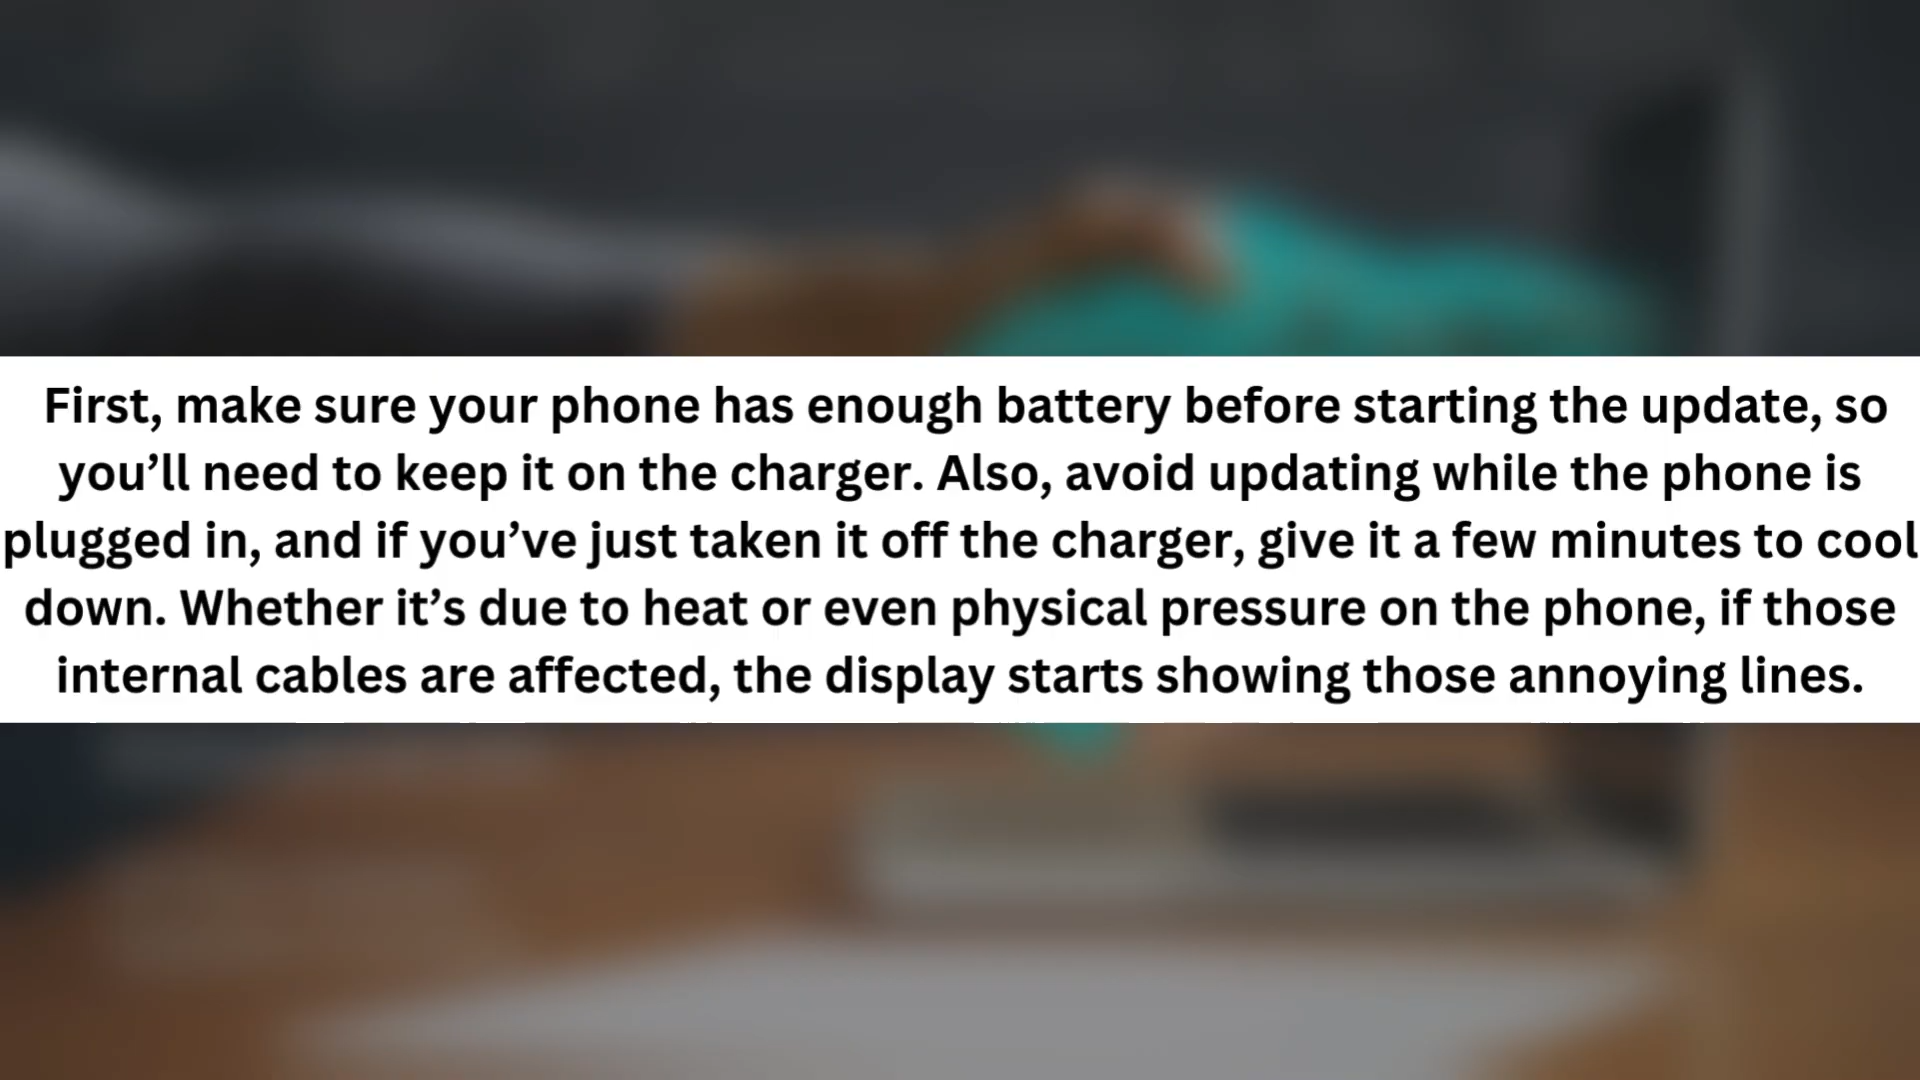 First, make sure your phone has enough battery before starting the update, so
you’ll need to keep it on the charger. Also, avoid updating while the phone is
plugged in, and if you’ve just taken it off the charger, give it a few minutes to cool
down. Whether it’s due to heat or even physical pressure on the phone, if those
internal cables are affected, the display starts showing those annoying lines.